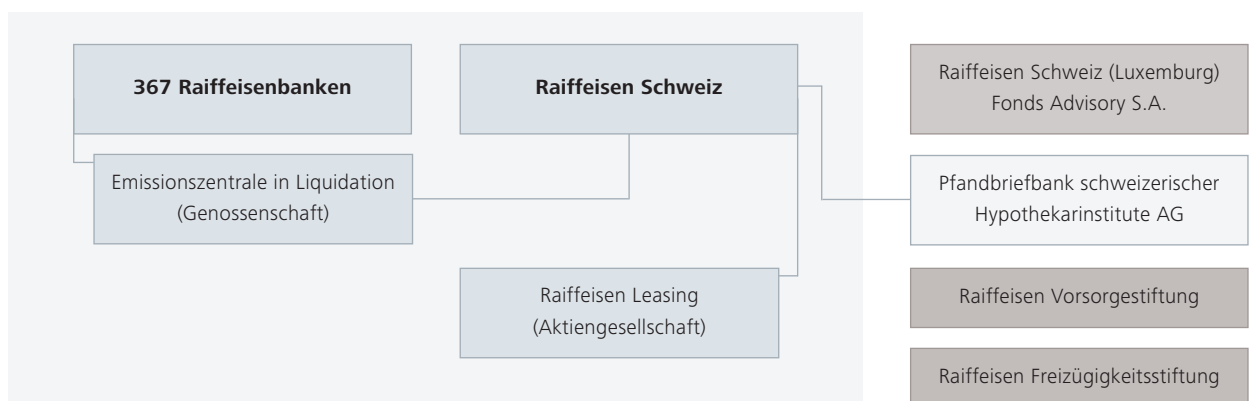 367 Raiffeisenbanken
Raiffeisen Schweiz
Raiffeisen Schweiz (Luxemburg)
Fonds Advisory S.A.
Emissionszentrale in Liquidation
(Genossenschaft)
Pfandbriefbank schweizerischer
Hypothekarinstitute AG
Raiffeisen Leasing
(Aktiengesellschaft)
Raiffeisen Vorsorgestiftung
Raiffeisen Freizügigkeitsstiftung